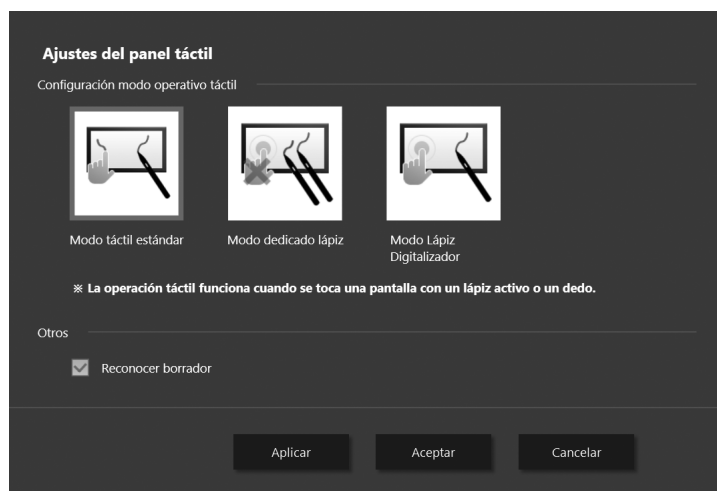 Ajustes del panel táctil
Configuración modo operativo táctil
Modo táctil estándar
Modo dedicado lápiz
Modo Lápiz
Digitalizador
※ La operación táctil funciona cuando se toca una pantalla con un lápiz activo o un dedo.
Otros
Reconocer borrador
Aplicar
Aceptar
Cancelar